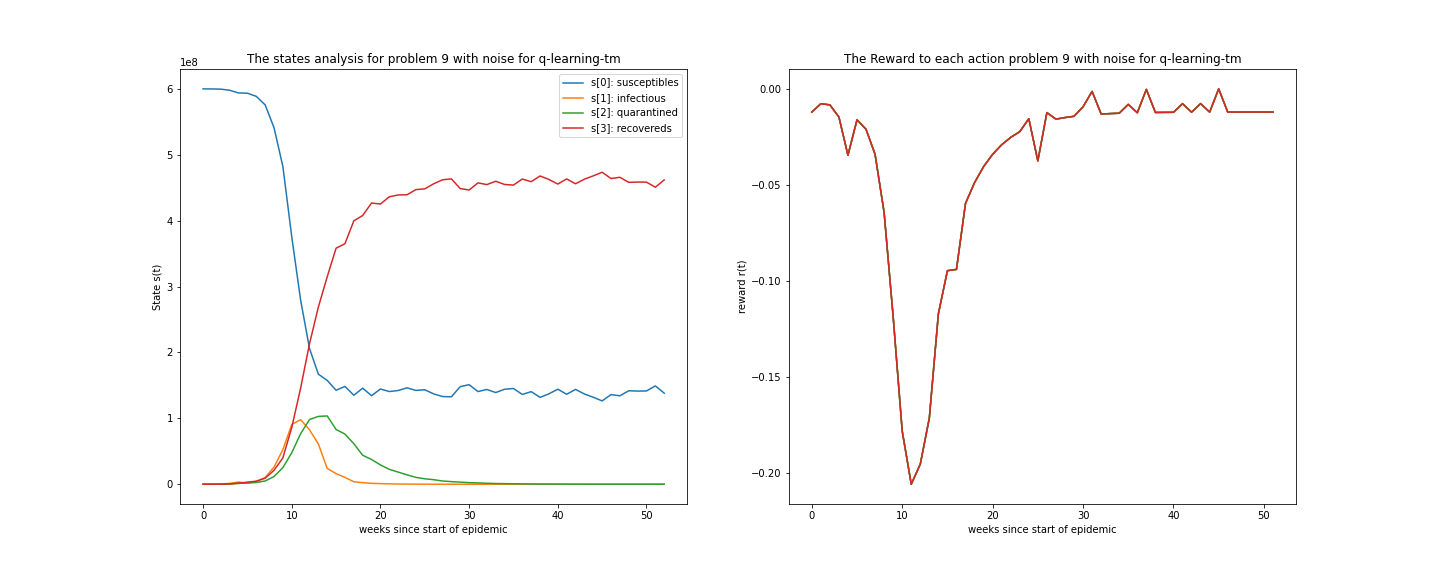 The states analysis for problem 9 with noise for q-learning-tm
1e8
6
5
4
3
2
1
0
State s(t)
s[0]: susceptibles
s[1]: infectious
s[2]: quarantined
s[3]: recovereds
0 10 20 30 40 50
weeks since start of epidemic
The Reward to each action problem 9 with noise for q-learning-tm
0.00
−0.05
−0.10
−0.15
−0.20
reward r(t)
0 10 20 30 40 50
weeks since start of epidemic